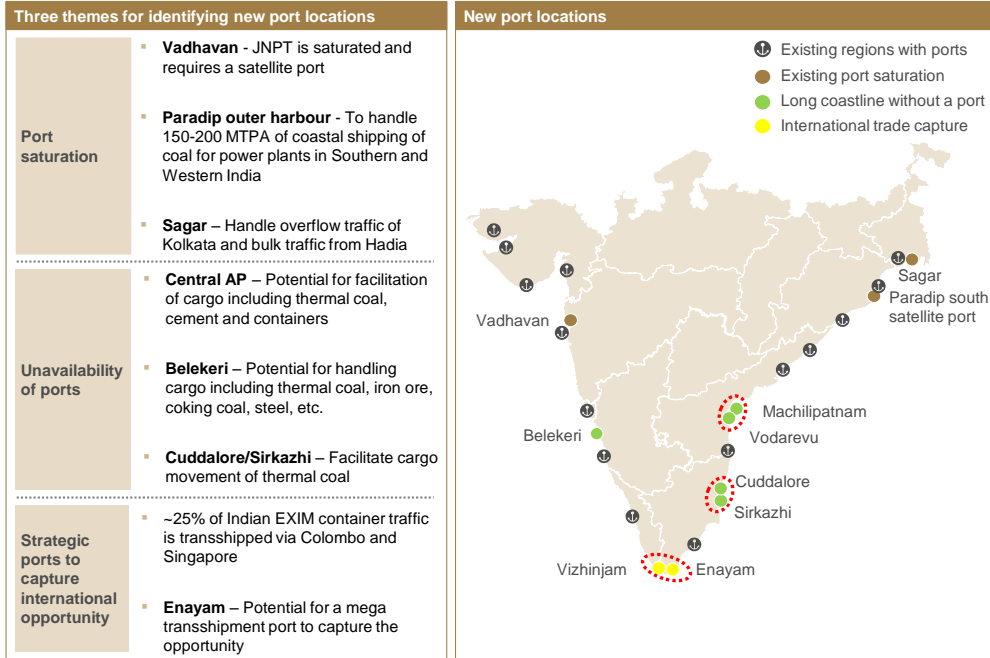 Three themes for identifying new port locations
Port
saturation
Vadhavan - JNPT is saturated and
requires a satellite port
Paradip outer harbour - To handle
150-200 MTPA of coastal shipping of
coal for power plants in Southern and
Western India
Sagar – Handle overflow traffic of
Kolkata and bulk traffic from Hadia
Unavailability
of ports
Central AP – Potential for facilitation
of cargo including thermal coal,
cement and containers
Belekeri – Potential for handling
cargo including thermal coal, iron ore,
coking coal, steel, etc.
Cuddalore/Sirkazhi – Facilitate cargo
movement of thermal coal
Strategic
ports to
capture
international
opportunity
~25% of Indian EXIM container traffic
is transshipped via Colombo and
Singapore
Enayam – Potential for a mega
transshipment port to capture the
opportunity
New port locations
Existing regions with ports
Existing port saturation
Long coastline without a port
International trade capture
Sagar
Paradip south
satellite port
Vadhavan
Machilipatnam
Vodarevu
Belekeri
Cuddalore
Sirkazhi
Vizhinjam
Enayam